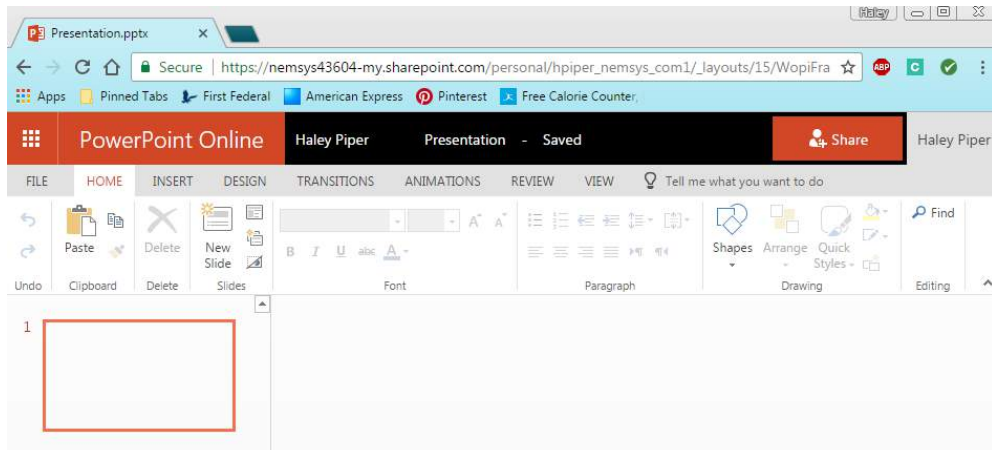 Haley
Presentation.pptx
Secure | https://nemsys43604-my.sharepoint.com/personal/hpiper_nemsys_com1/_layouts/15/WopiFra
ABP C
Apps Pinned Tabs First Federal American Express Pinterest Free Calorie Counter,
PowerPoint Online Haley Piper Presentation - Saved Share Haley Piper
FILE HOME INSERT DESIGN TRANSITIONS ANIMATIONS REVIEW VIEW Tell me what you want to do
Paste Delete New Slide B I U abc A A A Shapes Arrange Quick Styles Find
Undo Clipboard Delete Slides Font Paragraph Drawing Editing
1